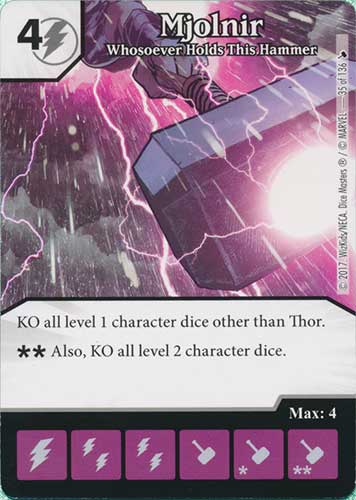 4
Mjolnir
Whosoever Holds This Hammer
© 2017 WizKids/NECA. Dice Masters ® / © MARVEL — 35 of 136
KO all level 1 character dice other than Thor.
** Also, KO all level 2 character dice.
Max: 4
* **